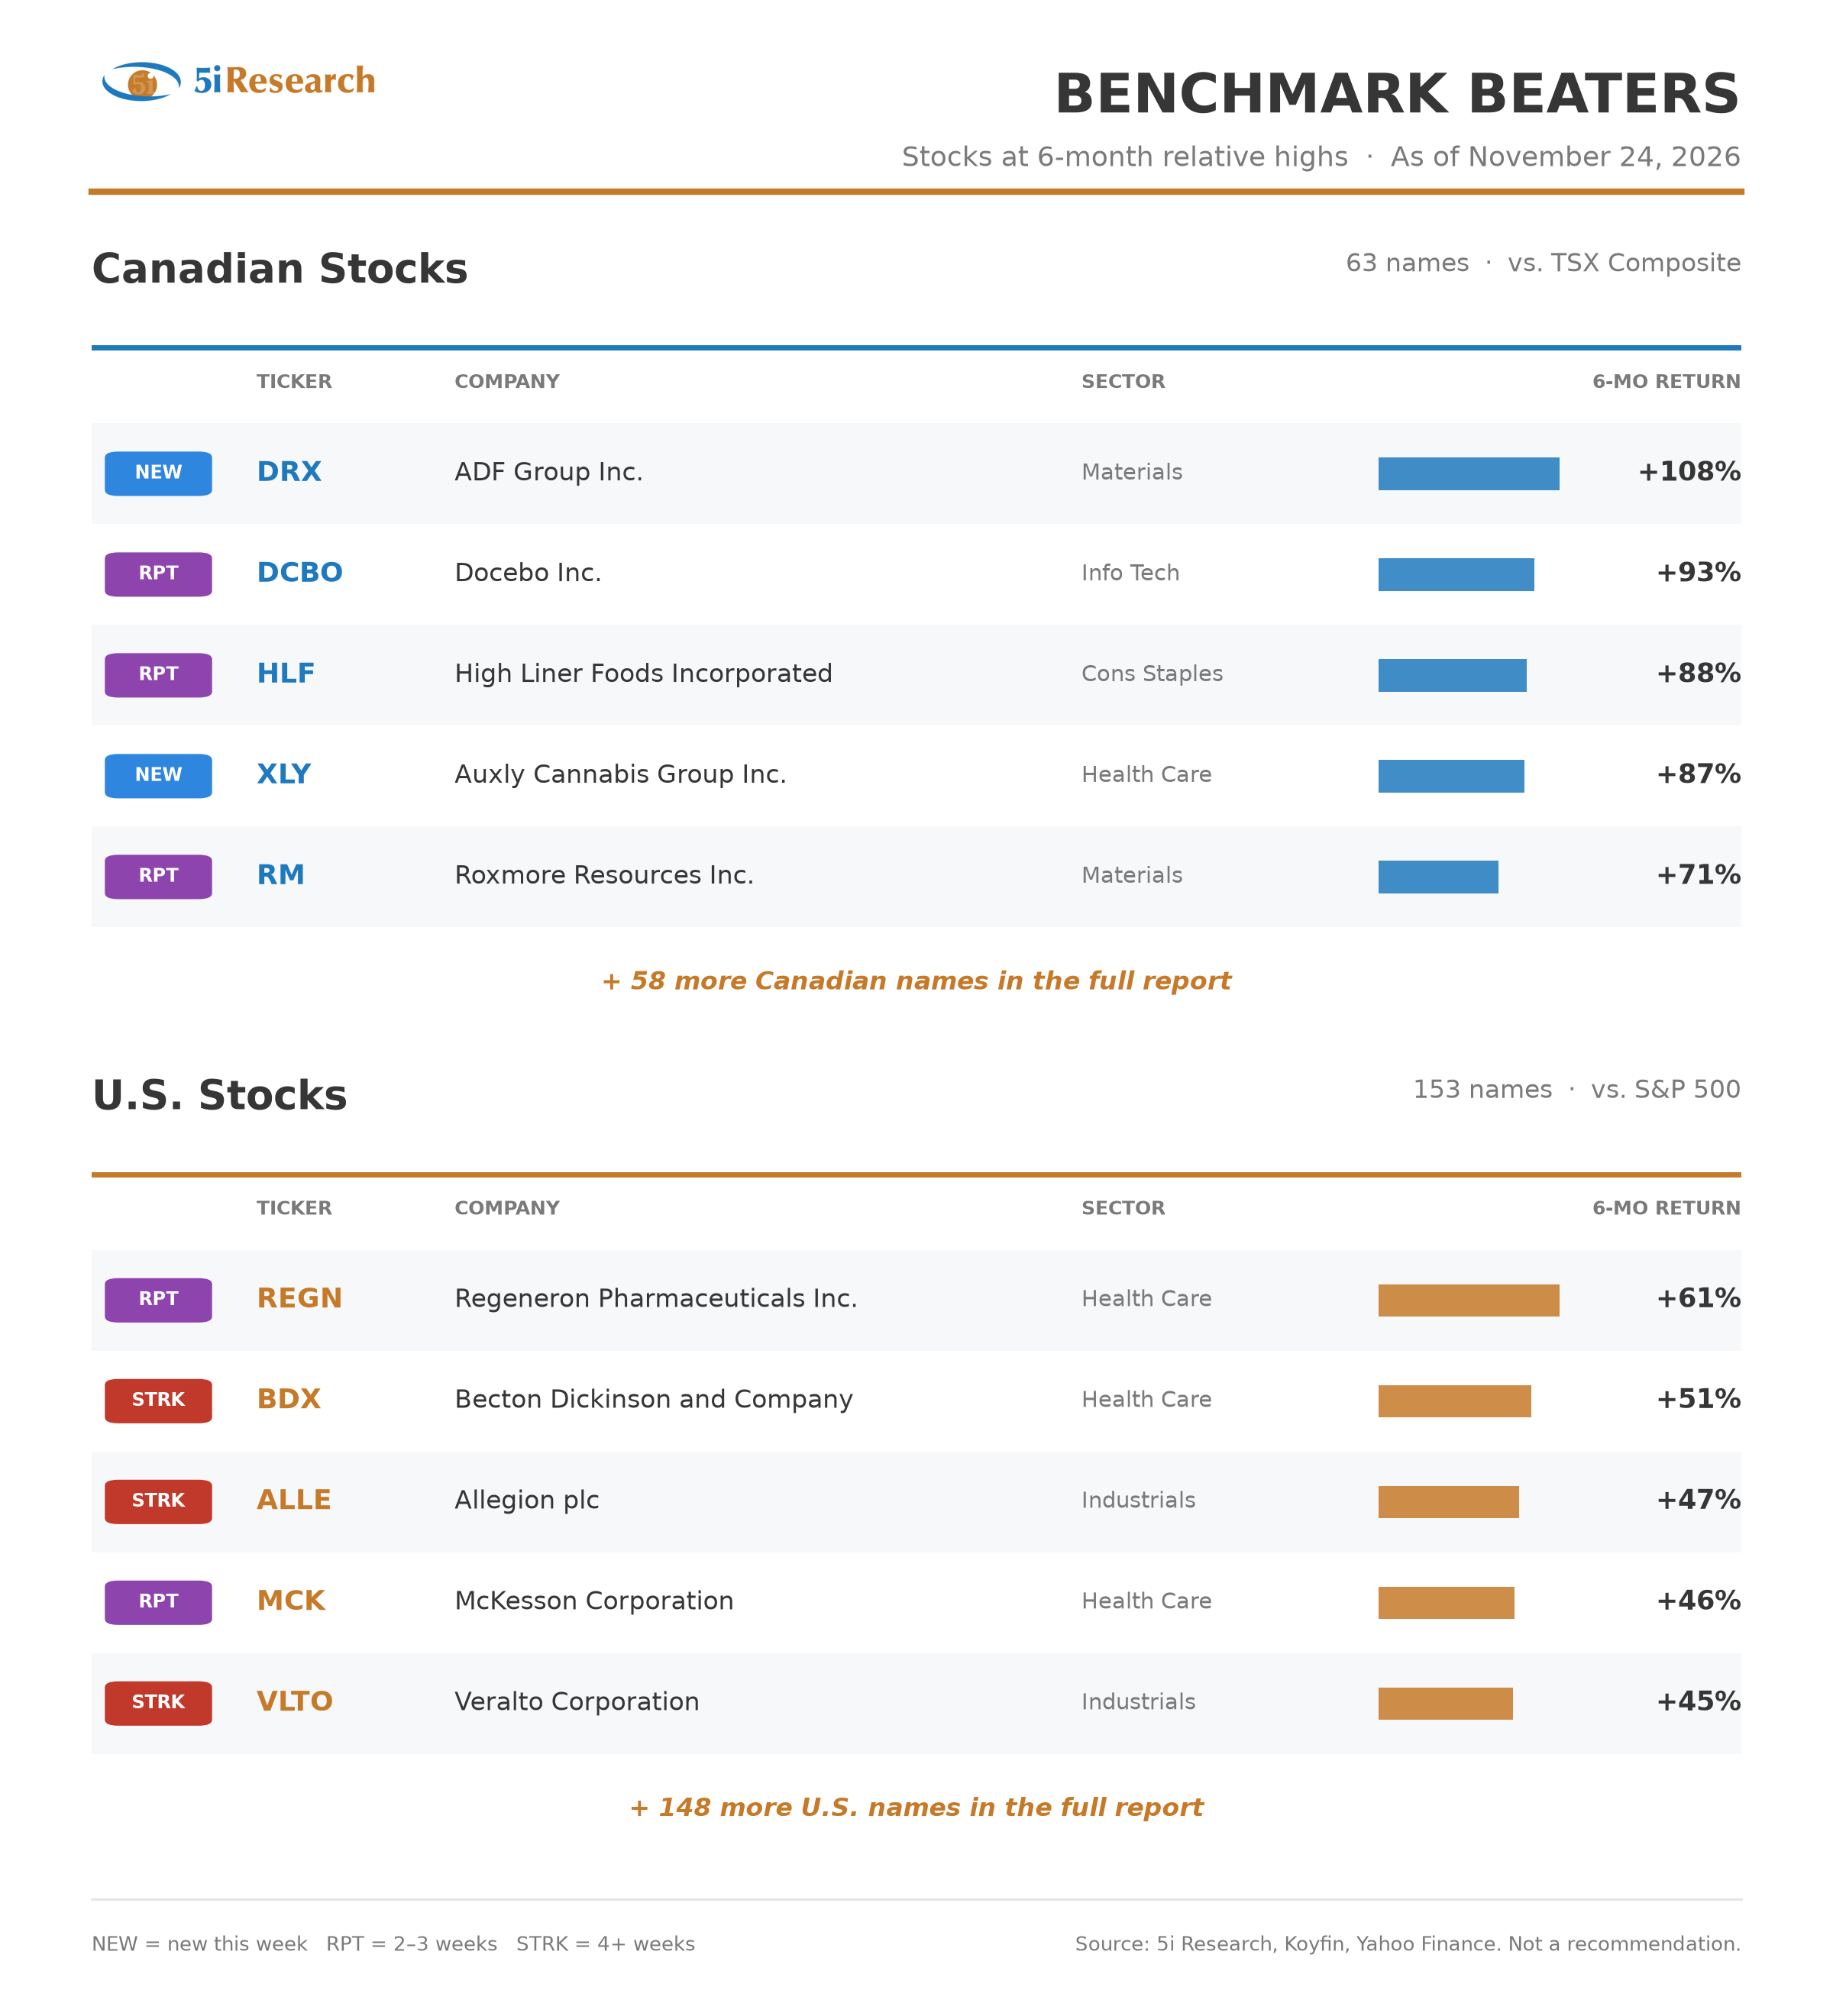 5i 5iResearch
BENCHMARK BEATERS
Stocks at 6-month relative highs · As of November 24, 2026
Canadian Stocks 63 names · vs. TSX Composite
TICKER COMPANY SECTOR 6-MO RETURN
NEW DRX ADF Group Inc. Materials +108%
RPT DCBO Docebo Inc. Info Tech +93%
RPT HLF High Liner Foods Incorporated Cons Staples +88%
NEW XLY Auxly Cannabis Group Inc. Health Care +87%
RPT RM Roxmore Resources Inc. Materials +71%
+ 58 more Canadian names in the full report
U.S. Stocks 153 names · vs. S&P 500
TICKER COMPANY SECTOR 6-MO RETURN
RPT REGN Regeneron Pharmaceuticals Inc. Health Care +61%
STRK BDX Becton Dickinson and Company Health Care +51%
STRK ALLE Allegion plc Industrials +47%
RPT MCK McKesson Corporation Health Care +46%
STRK VLTO Veralto Corporation Industrials +45%
+ 148 more U.S. names in the full report
NEW = new this week RPT = 2–3 weeks STRK = 4+ weeks Source: 5i Research, Koyfin, Yahoo Finance. Not a recommendation.